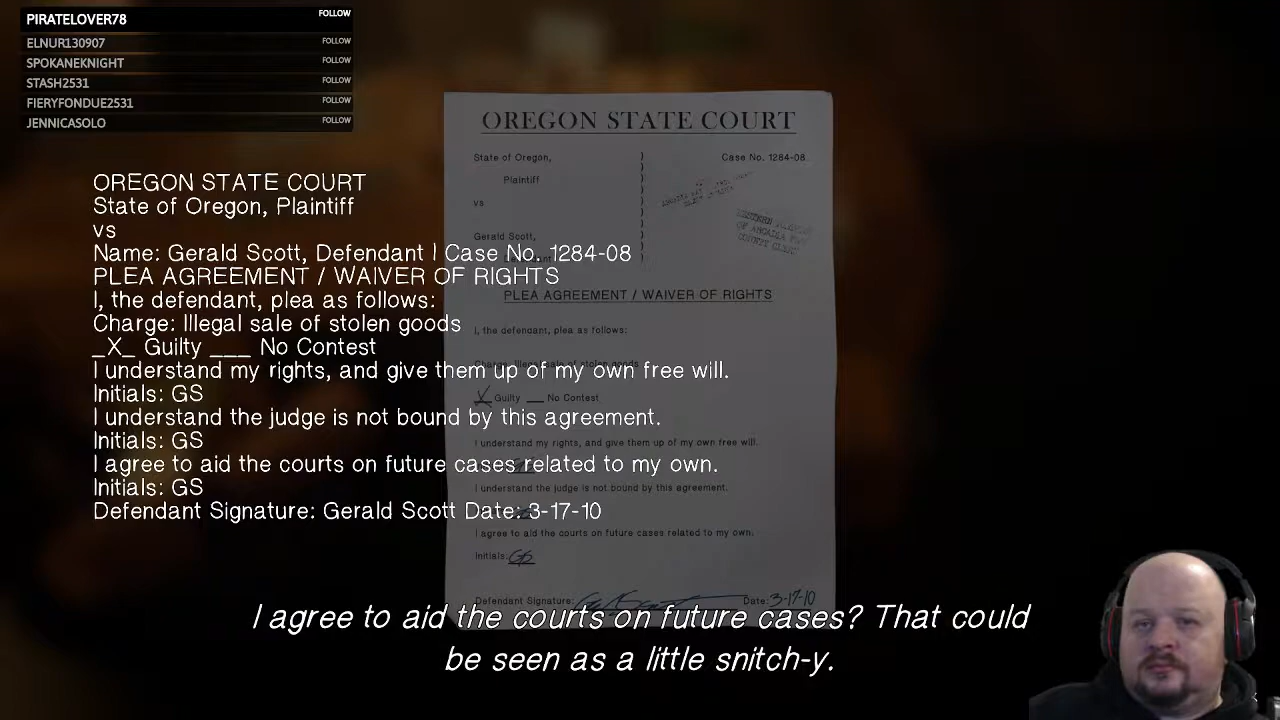 PIRATELOVER78 FOLLOW
ELNUR130907 FOLLOW
SPOKANEKNIGHT FOLLOW
STASH2531 FOLLOW
FIERYFONDUE2531 FOLLOW
JENNICASOLO FOLLOW
OREGON STATE COURT
State of Oregon, Plaintiff
vs
Name: Gerald Scott, Defendant | Case No. 1284-08
PLEA AGREEMENT / WAIVER OF RIGHTS
I, the defendant, plea as follows:
Charge: Illegal sale of stolen goods
_X_ Guilty ___ No Contest
I understand my rights, and give them up of my own free will.
Initials: GS
I understand the judge is not bound by this agreement.
Initials: GS
I agree to aid the courts on future cases related to my own.
Initials: GS
Defendant Signature: Gerald Scott Date: 3-17-10
OREGON STATE COURT
State of Oregon,
Case No. 1284-08
Plaintiff
vs
Gerald Scott,
PLEA AGREEMENT / WAIVER OF RIGHTS
I, the defendant, plea as follows:
Charge: Illegal sale of stolen goods
X Guilty __ No Contest
I understand my rights, and give them up of my own free will.
I understand the judge is not bound by this agreement.
I agree to aid the courts on future cases related to my own.
Initials: GS
Defendant Signature: Date: 3-17-10
I agree to aid the courts on future cases? That could
be seen as a little snitch-y.